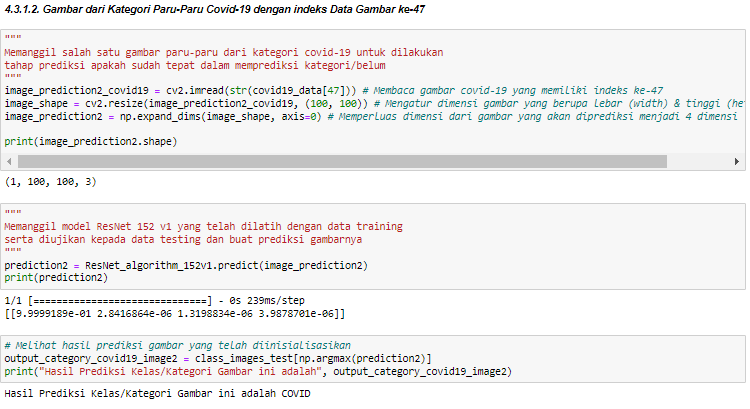 4.3.1.2. Gambar dari Kategori Paru-Paru Covid-19 dengan indeks Data Gambar ke-47
"""
Memanggil salah satu gambar paru-paru dari kategori covid-19 untuk dilakukan
tahap prediksi apakah sudah tepat dalam memprediksi kategori/belum
"""
image_prediction2_covid19 = cv2.imread(str(covid19_data[47])) # Membaca gambar covid-19 yang memiliki indeks ke-47
image_shape = cv2.resize(image_prediction2_covid19, (100, 100)) # Mengatur dimensi gambar yang berupa lebar (width) & tinggi (he
image_prediction2 = np.expand_dims(image_shape, axis=0) # Memperluas dimensi dari gambar yang akan diprediksi menjadi 4 dimensi
print(image_prediction2.shape)
(1, 100, 100, 3)
"""
Memanggil model ResNet 152 v1 yang telah dilatih dengan data training
serta diujikan kepada data testing dan buat prediksi gambarnya
"""
prediction2 = ResNet_algorithm_152v1.predict(image_prediction2)
print(prediction2)
1/1 [==============================] - 0s 239ms/step
[[9.9999189e-01 2.8416864e-06 1.3198834e-06 3.9878701e-06]]
# Melihat hasil prediksi gambar yang telah diinisialisasikan
output_category_covid19_image2 = class_images_test[np.argmax(prediction2)]
print("Hasil Prediksi Kelas/Kategori Gambar ini adalah", output_category_covid19_image2)
Hasil Prediksi Kelas/Kategori Gambar ini adalah COVID